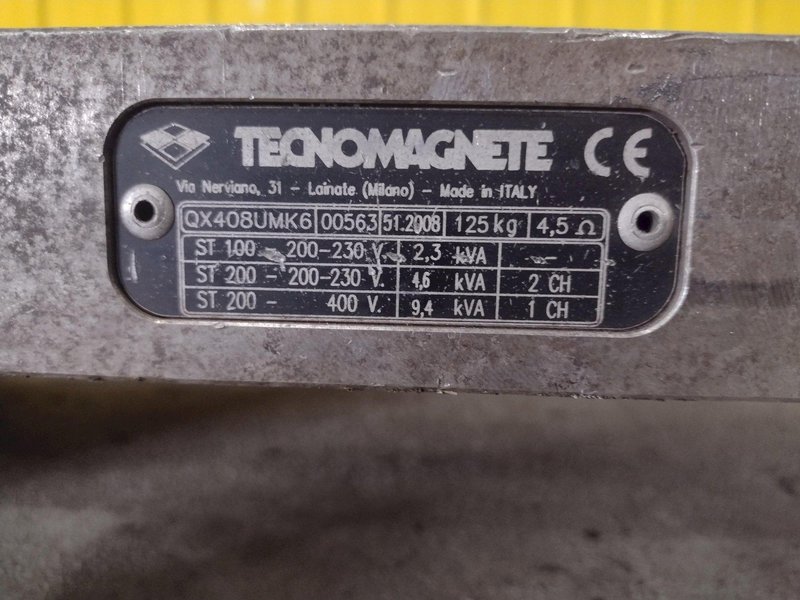 TECNOMAGNETE CE
Via Nerviano, 31 - Lainate (Milano) - Made in ITALY
QX408UMK6 00563 51.2008 125kg 4,5 Ω
ST 100 - 200-230 V. 2,3 kVA --
ST 200 - 200-230 V. 4,6 kVA 2 CH
ST 200 - 400 V. 9,4 kVA 1 CH